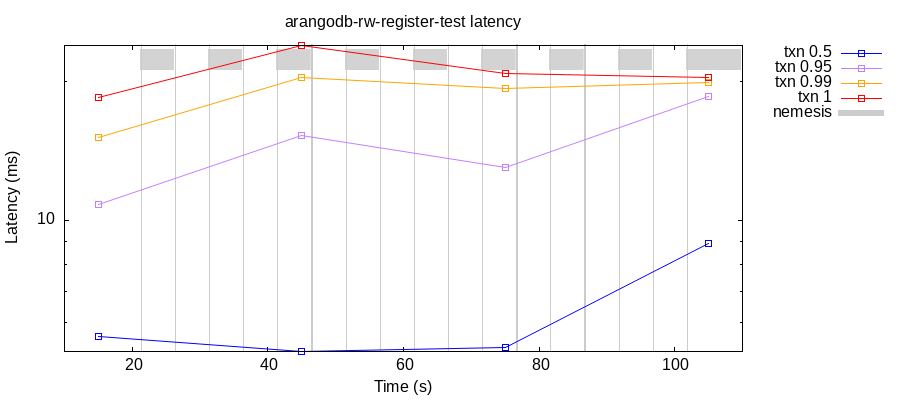 arangodb-rw-register-test latency
txn 0.5
txn 0.95
txn 0.99
txn 1
nemesis
Latency (ms)
10
20
40
60
80
100
Time (s)